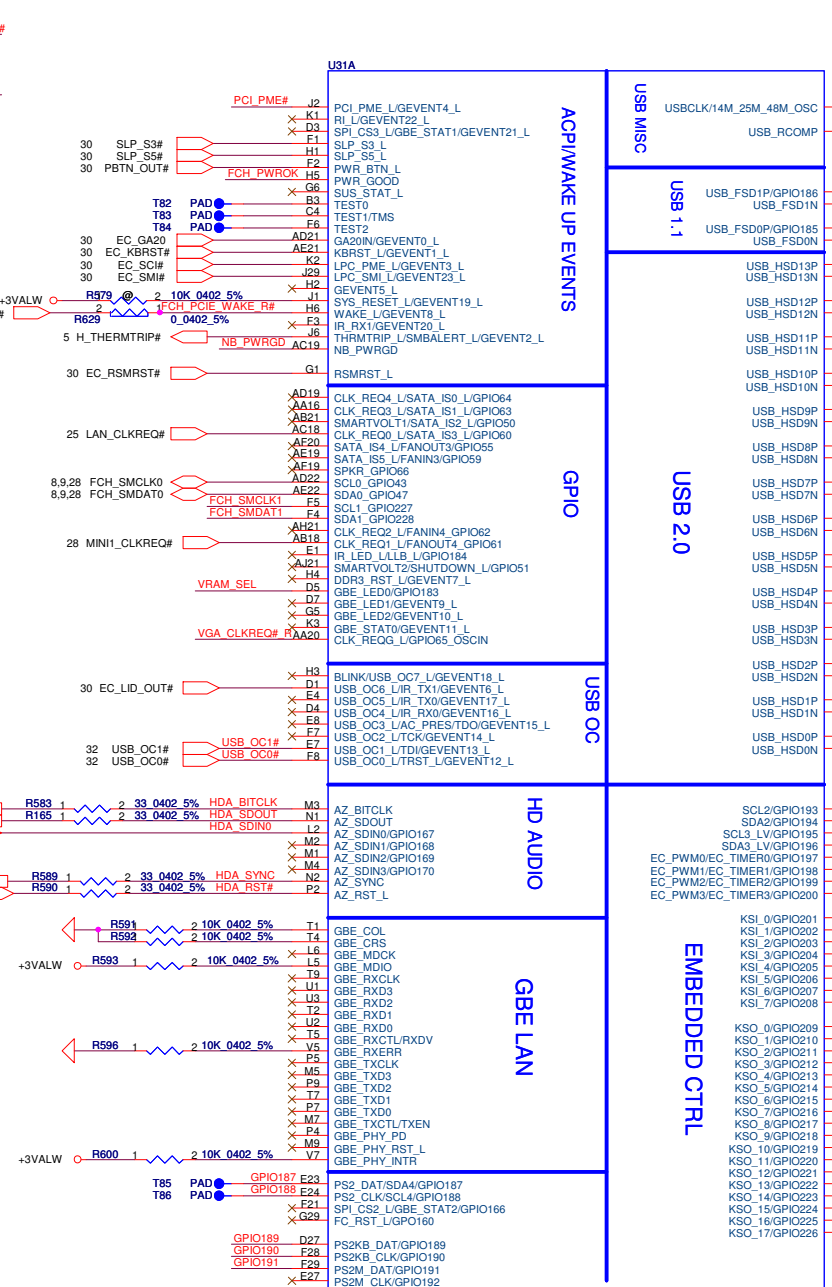 #
U31A
PCI_PME# J2 PCI_PME_L/GEVENT4_L USBCLK/14M_25M_48M_OSC
K1 RI_L/GEVENT22_L
D3 SPI_CS3_L/GBE_STAT1/GEVENT21_L USB_RCOMP
30 SLP_S3# F1 SLP_S3_L
30 SLP_S5# H1 SLP_S5_L
30 PBTN_OUT# F2 PWR_BTN_L
FCH_PWROK H5 PWR_GOOD
G6 SUS_STAT_L USB_FSD1P/GPIO186
T82 PAD B3 TEST0 USB_FSD1N
T83 PAD C4 TEST1/TMS
T84 PAD F6 TEST2 USB_FSD0P/GPIO185
30 EC_GA20 AD21 GA20IN/GEVENT0_L USB_FSD0N
30 EC_KBRST# AE21 KBRST_L/GEVENT1_L
30 EC_SCI# K2 LPC_PME_L/GEVENT3_L USB_HSD13P
30 EC_SMI# J29 LPC_SMI_L/GEVENT23_L USB_HSD13N
H2 GEVENT5_L
+3VALW R579 @ 2 10K_0402_5% J1 SYS_RESET_L/GEVENT19_L USB_HSD12P
# 2 1 FCH_PCIE_WAKE_R# H6 WAKE_L/GEVENT8_L USB_HSD12N
R629 0_0402_5% F3 IR_RX1/GEVENT20_L
5 H_THERMTRIP# J6 THRMTRIP_L/SMBALERT_L/GEVENT2_L USB_HSD11P
NB_PWRGD AC19 NB_PWRGD USB_HSD11N
30 EC_RSMRST# G1 RSMRST_L USB_HSD10P
USB_HSD10N
ACPI/WAKE UP EVENTS
USB MISC
USB 1.1
AD19 CLK_REQ4_L/SATA_IS0_L/GPIO64
AA16 CLK_REQ3_L/SATA_IS1_L/GPIO63 USB_HSD9P
AB21 SMARTVOLT1/SATA_IS2_L/GPIO50 USB_HSD9N
25 LAN_CLKREQ# AC18 CLK_REQ0_L/SATA_IS3_L/GPIO60
AF20 SATA_IS4_L/FANOUT3/GPIO55 USB_HSD8P
AE19 SATA_IS5_L/FANIN3/GPIO59 USB_HSD8N
AF19 SPKR_GPIO66
8,9,28 FCH_SMCLK0 AD22 SCL0_GPIO43 USB_HSD7P
8,9,28 FCH_SMDAT0 AE22 SDA0_GPIO47 USB_HSD7N
FCH_SMCLK1 F5 SCL1_GPIO227
FCH_SMDAT1 F4 SDA1_GPIO228 USB_HSD6P
AH21 CLK_REQ2_L/FANIN4_GPIO62 USB_HSD6N
28 MINI1_CLKREQ# AB18 CLK_REQ1_L/FANOUT4_GPIO61
E1 IR_LED_L/LLB_L/GPIO184 USB_HSD5P
AJ21 SMARTVOLT2/SHUTDOWN_L/GPIO51 USB_HSD5N
H4 DDR3_RST_L/GEVENT7_L
VRAM_SEL D5 GBE_LED0/GPIO183 USB_HSD4P
D7 GBE_LED1/GEVENT9_L USB_HSD4N
G5 GBE_LED2/GEVENT10_L
K3 GBE_STAT0/GEVENT11_L USB_HSD3P
VGA_CLKREQ#_R AA20 CLK_REQG_L/GPIO65_OSCIN USB_HSD3N
GPIO
USB 2.0
USB_HSD2P
H3 BLINK/USB_OC7_L/GEVENT18_L USB_HSD2N
30 EC_LID_OUT# D1 USB_OC6_L/IR_TX1/GEVENT6_L
E4 USB_OC5_L/IR_TX0/GEVENT17_L USB_HSD1P
D4 USB_OC4_L/IR_RX0/GEVENT16_L USB_HSD1N
E8 USB_OC3_L/AC_PRES/TDO/GEVENT15_L
F7 USB_OC2_L/TCK/GEVENT14_L USB_HSD0P
32 USB_OC1# USB_OC1# E7 USB_OC1_L/TDI/GEVENT13_L USB_HSD0N
32 USB_OC0# USB_OC0# F8 USB_OC0_L/TRST_L/GEVENT12_L
USB OC
R583 1 2 33_0402_5% HDA_BITCLK M3 AZ_BITCLK SCL2/GPIO193
R165 1 2 33_0402_5% HDA_SDOUT N1 AZ_SDOUT SDA2/GPIO194
HDA_SDIN0 L2 AZ_SDIN0/GPIO167 SCL3_LV/GPIO195
M2 AZ_SDIN1/GPIO168 SDA3_LV/GPIO196
M1 AZ_SDIN2/GPIO169 EC_PWM0/EC_TIMER0/GPIO197
M4 AZ_SDIN3/GPIO170 EC_PWM1/EC_TIMER1/GPIO198
R589 1 2 33_0402_5% HDA_SYNC N2 AZ_SYNC EC_PWM2/EC_TIMER2/GPIO199
R590 1 2 33_0402_5% HDA_RST# P2 AZ_RST_L EC_PWM3/EC_TIMER3/GPIO200
HD AUDIO
KSI_0/GPIO201
R591 1 2 10K_0402_5% T1 GBE_COL KSI_1/GPIO202
R592 1 2 10K_0402_5% T4 GBE_CRS KSI_2/GPIO203
L6 GBE_MDCK KSI_3/GPIO204
+3VALW R593 1 2 10K_0402_5% L5 GBE_MDIO KSI_4/GPIO205
T9 GBE_RXCLK KSI_5/GPIO206
U1 GBE_RXD3 KSI_6/GPIO207
U3 GBE_RXD2 KSI_7/GPIO208
T2 GBE_RXD1
U2 GBE_RXD0 KSO_0/GPIO209
T5 GBE_RXCTL/RXDV KSO_1/GPIO210
R596 1 2 10K_0402_5% V5 GBE_RXERR KSO_2/GPIO211
P5 GBE_TXCLK KSO_3/GPIO212
M5 GBE_TXD3 KSO_4/GPIO213
P9 GBE_TXD2 KSO_5/GPIO214
T7 GBE_TXD1 KSO_6/GPIO215
P7 GBE_TXD0 KSO_7/GPIO216
M7 GBE_TXCTL/TXEN KSO_8/GPIO217
P4 GBE_PHY_PD KSO_9/GPIO218
M9 GBE_PHY_RST_L KSO_10/GPIO219
+3VALW R600 1 2 10K_0402_5% V7 GBE_PHY_INTR KSO_11/GPIO220
GBE LAN
EMBEDDED CTRL
KSO_12/GPIO221
T85 PAD GPIO187 E23 PS2_DAT/SDA4/GPIO187 KSO_13/GPIO222
T86 PAD GPIO188 E24 PS2_CLK/SCL4/GPIO188 KSO_14/GPIO223
F21 SPI_CS2_L/GBE_STAT2/GPIO166 KSO_15/GPIO224
G29 FC_RST_L/GPO160 KSO_16/GPIO225
KSO_17/GPIO226
GPIO189 D27 PS2KB_DAT/GPIO189
GPIO190 F28 PS2KB_CLK/GPIO190
GPIO191 F29 PS2M_DAT/GPIO191
E27 PS2M_CLK/GPIO192